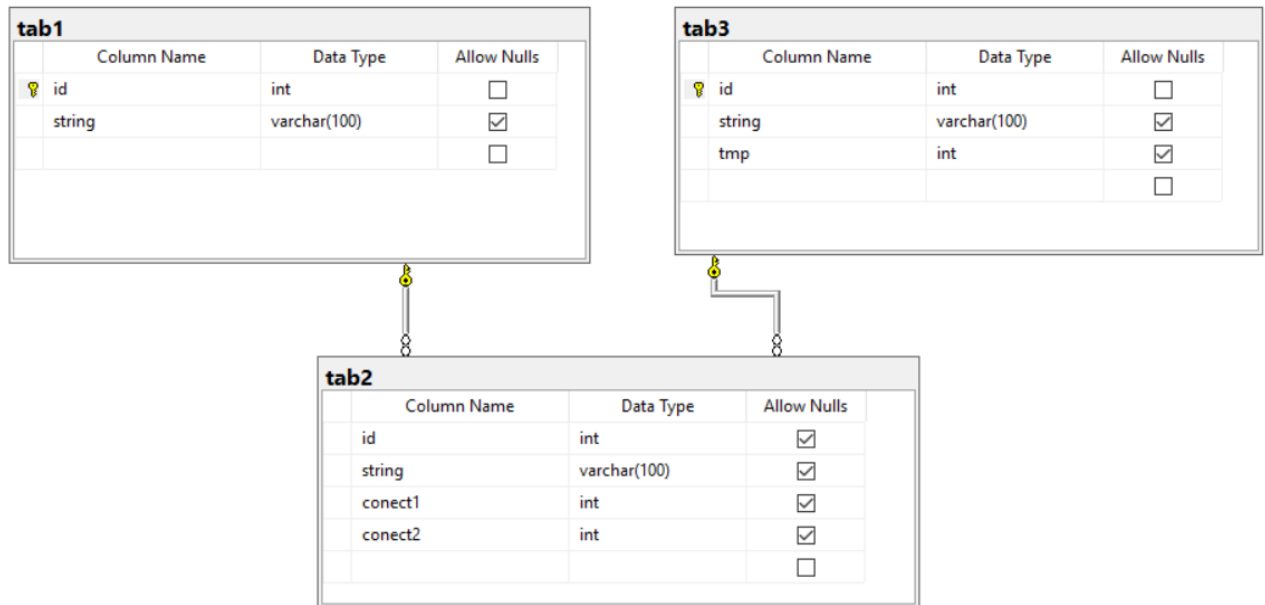 tab1
Column Name Data Type Allow Nulls
id int
string varchar(100)
tab3
Column Name Data Type Allow Nulls
id int
string varchar(100)
tmp int
tab2
Column Name Data Type Allow Nulls
id int
string varchar(100)
conect1 int
conect2 int